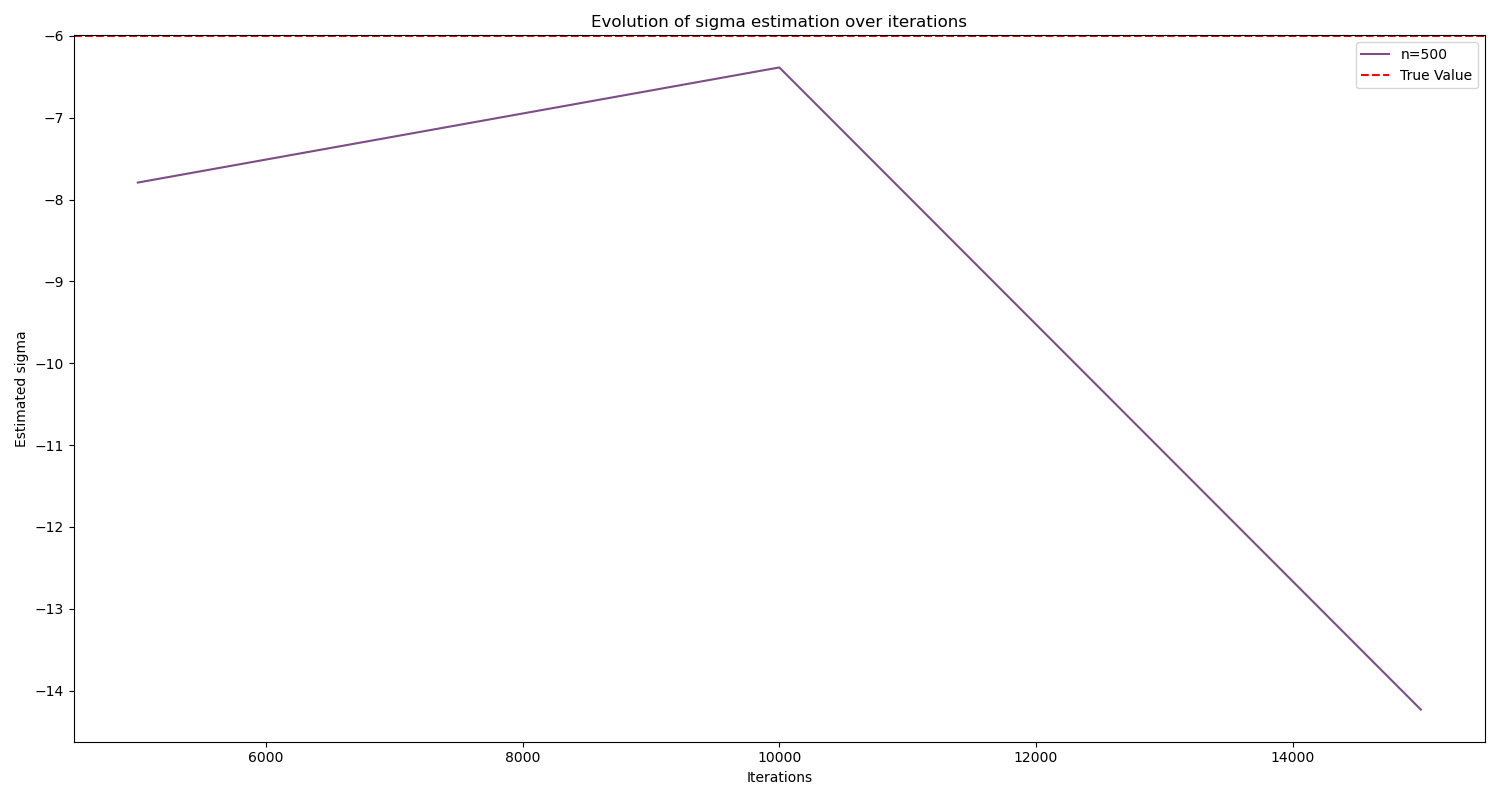 Evolution of sigma estimation over iterations
n=500
True Value
−6
−7
−8
−9
−10
−11
−12
−13
−14
Estimated sigma
6000
8000
10000
12000
14000
Iterations